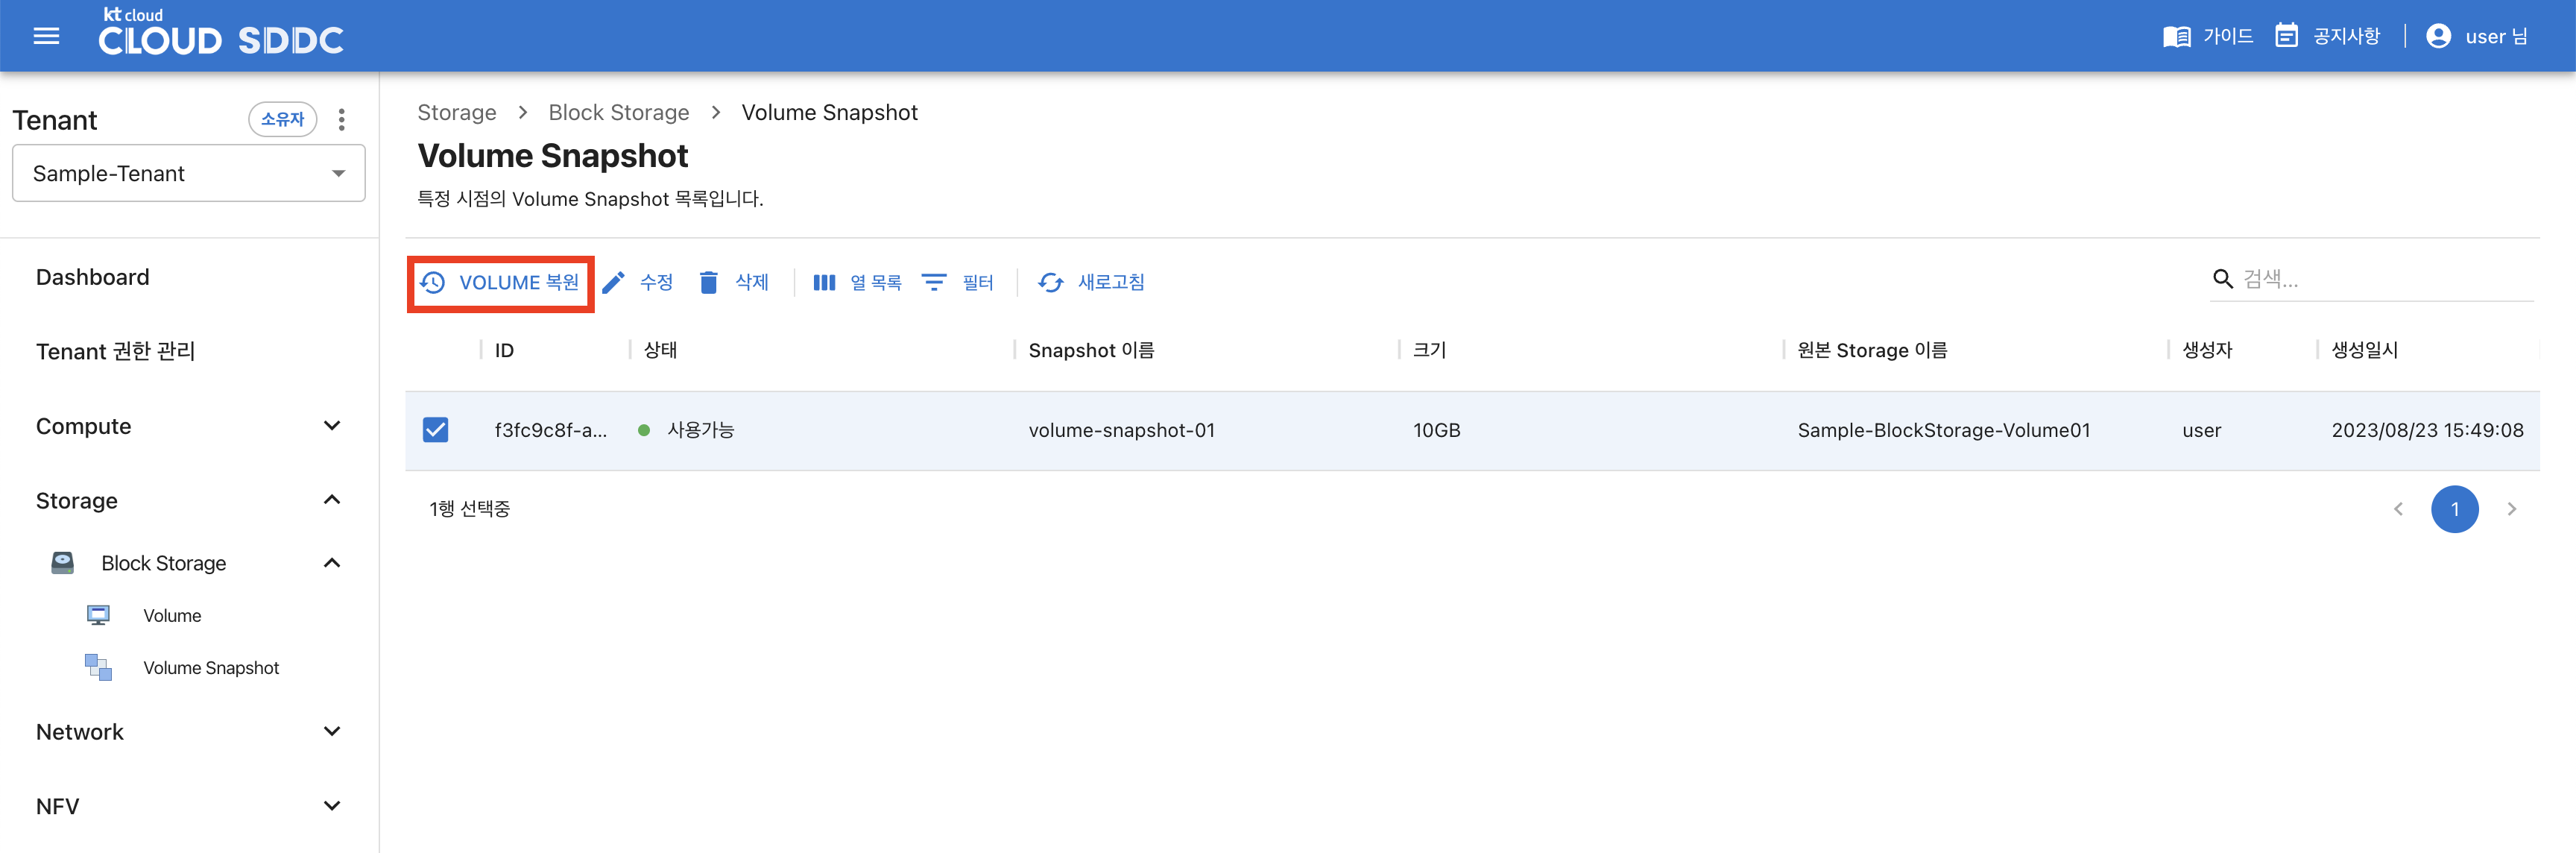 kt cloud
CLOUD SDDC
가이드
공지사항
user 님
Tenant
소유자
Sample-Tenant
Dashboard
Tenant 권한 관리
Compute
Storage
Block Storage
Volume
Volume Snapshot
Network
NFV
Storage > Block Storage > Volume Snapshot
Volume Snapshot
특정 시점의 Volume Snapshot 목록입니다.
VOLUME 복원 수정 삭제 열 목록 필터 새로고침
검색...
ID 상태 Snapshot 이름 크기 원본 Storage 이름 생성자 생성일시
f3fc9c8f-a... 사용가능 volume-snapshot-01 10GB Sample-BlockStorage-Volume01 user 2023/08/23 15:49:08
1행 선택중
1